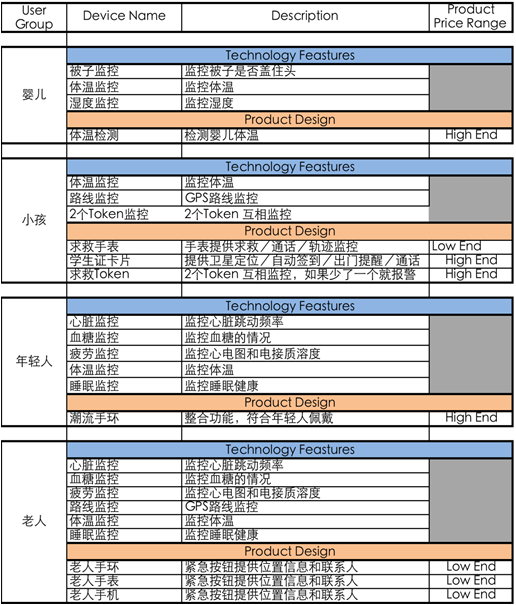 User Group Device Name Description Product Price Range
婴儿
Technology Feastures
被子监控 监控被子是否盖住头
体温监控 监控体温
湿度监控 监控湿度
Product Design
体温检测 检测婴儿体温 High End
小孩
Technology Feastures
体温监控 监控体温
路线监控 GPS路线监控
2个Token监控 2个Token 互相监控
Product Design
求救手表 手表提供求救／通话／轨迹监控 Low End
学生证卡片 提供卫星定位／自动签到／出门提醒／通话 High End
求救Token 2个Token 互相监控，如果少了一个就报警 High End
年轻人
Technology Feastures
心脏监控 监控心脏跳动频率
血糖监控 监控血糖的情况
疲劳监控 监控心电图和电接质溶度
体温监控 监控体温
睡眠监控 监控睡眠健康
Product Design
潮流手环 整合功能，符合年轻人佩戴 High End
老人
Technology Feastures
心脏监控 监控心脏跳动频率
血糖监控 监控血糖的情况
疲劳监控 监控心电图和电接质溶度
路线监控 GPS路线监控
体温监控 监控体温
睡眠监控 监控睡眠健康
Product Design
老人手环 紧急按钮提供位置信息和联系人 Low End
老人手表 紧急按钮提供位置信息和联系人 Low End
老人手机 紧急按钮提供位置信息和联系人 Low End